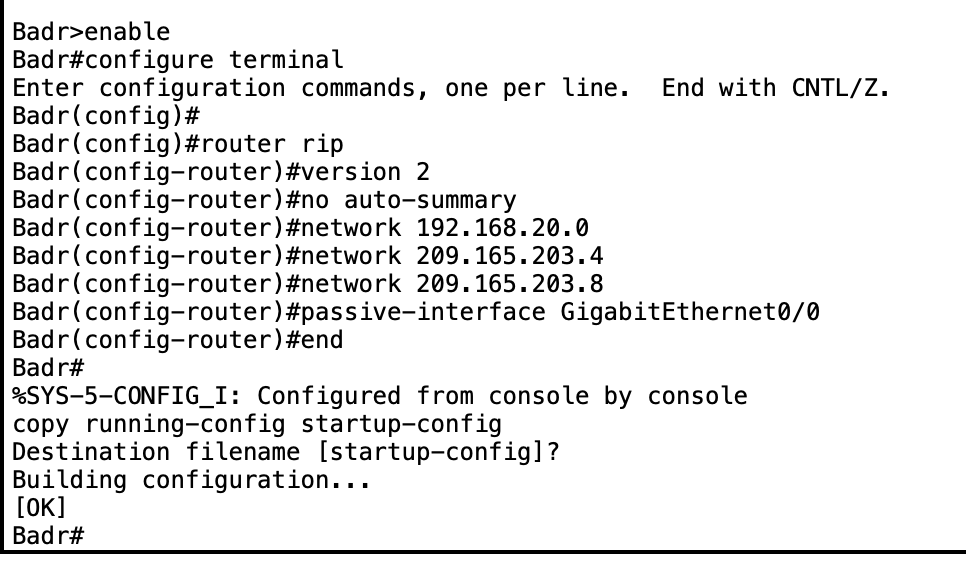 Badr>enable
Badr#configure terminal
Enter configuration commands, one per line.  End with CNTL/Z.
Badr(config)#
Badr(config)#router rip
Badr(config-router)#version 2
Badr(config-router)#no auto-summary
Badr(config-router)#network 192.168.20.0
Badr(config-router)#network 209.165.203.4
Badr(config-router)#network 209.165.203.8
Badr(config-router)#passive-interface GigabitEthernet0/0
Badr(config-router)#end
Badr#
%SYS-5-CONFIG_I: Configured from console by console
copy running-config startup-config
Destination filename [startup-config]?
Building configuration...
[OK]
Badr#